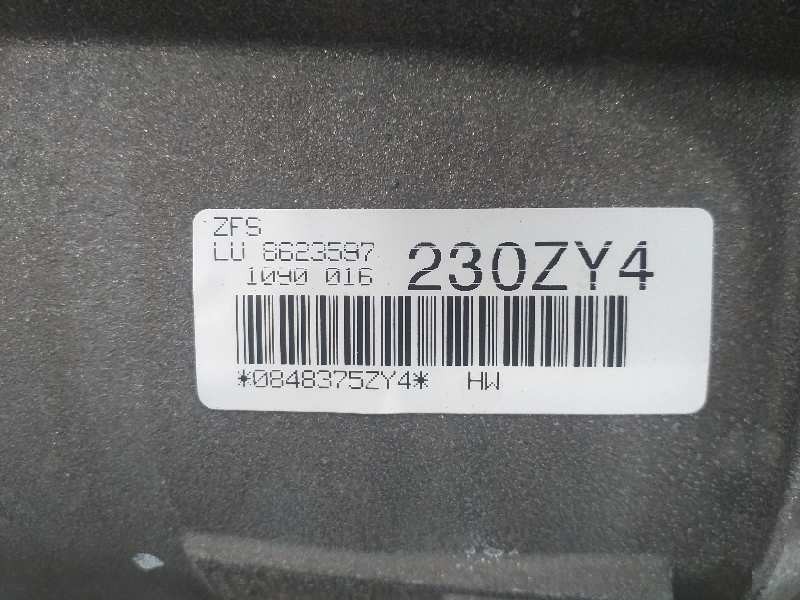 ZFS
LU 8623597
1090 016 230ZY4
*0848375ZY4* HW